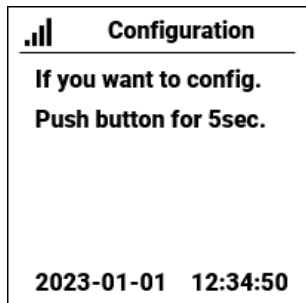 Configuration
If you want to config.
Push button for 5sec.
2023-01-01 12:34:50